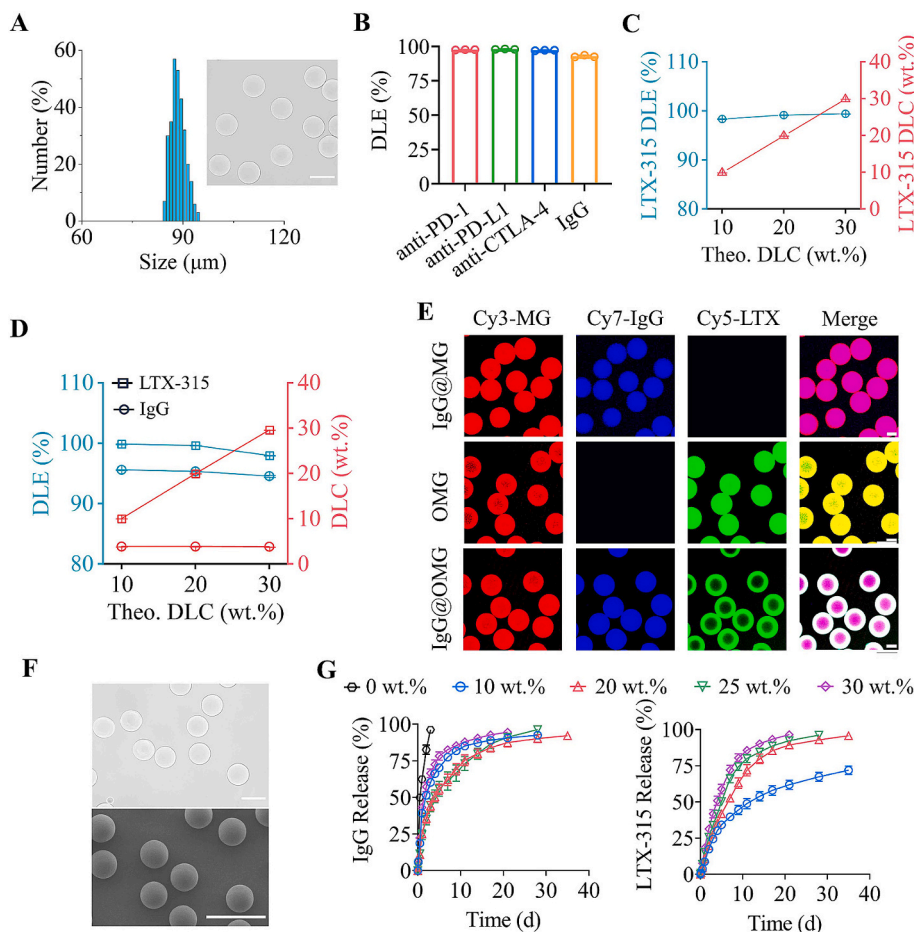 A
Number (%)
60
40
20
0
60
90
120
Size (μm)
B
DLE (%)
100
75
50
25
0
anti-PD-1
anti-PD-L1
anti-CTLA-4
IgG
C
LTX-315 DLE (%)
110
100
90
80
LTX-315 DLC (wt.%)
40
30
20
10
0
10
20
30
Theo. DLC (wt.%)
D
DLE (%)
110
100
90
80
LTX-315
IgG
DLC (wt.%)
40
30
20
10
0
10
20
30
Theo. DLC (wt.%)
E
Cy3-MG
Cy7-IgG
Cy5-LTX
Merge
IgG@MG
OMG
IgG@OMG
F
G
0 wt.%
10 wt.%
20 wt.%
25 wt.%
30 wt.%
IgG Release (%)
100
75
50
25
0
0
10
20
30
40
Time (d)
LTX-315 Release (%)
100
75
50
25
0
0
10
20
30
40
Time (d)